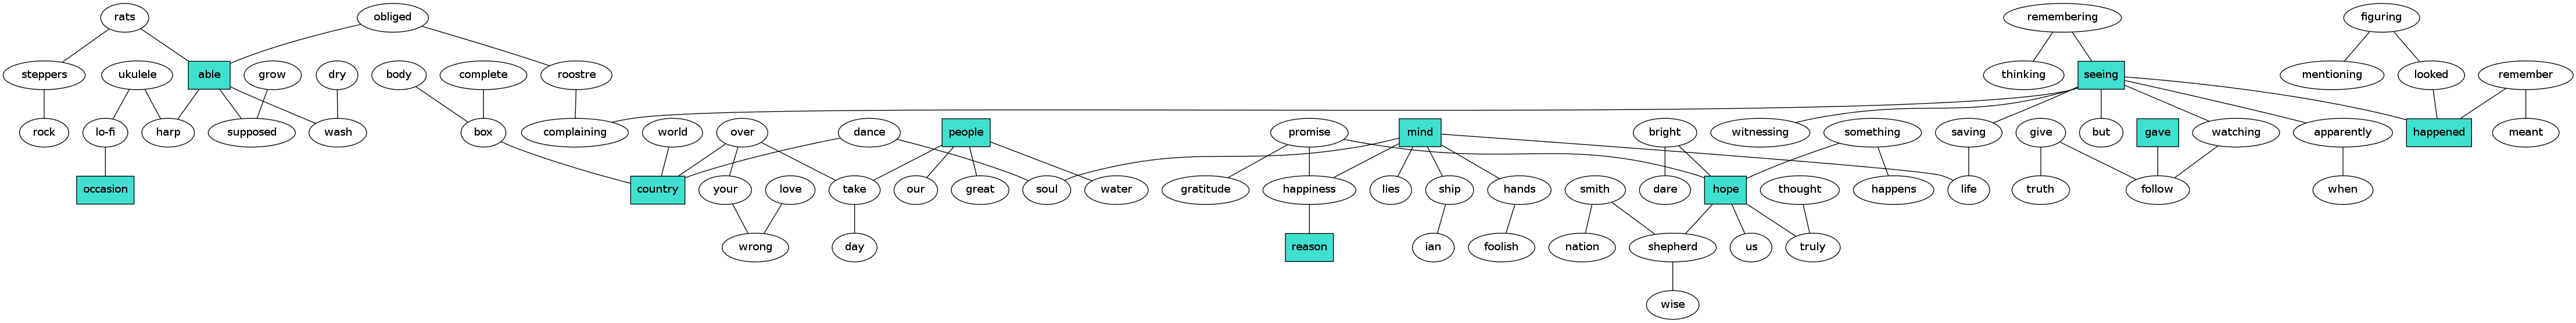 rats obliged remembering figuring
steppers ukulele able grow dry body complete roostre thinking seeing mentioning looked remember
rock lo-fi harp supposed wash box complaining world over dance people promise mind bright witnessing something saving give but gave watching apparently happened meant
occasion country your love take our great soul water gratitude happiness lies ship hands smith dare hope thought happens life truth follow when
wrong day reason ian foolish nation shepherd us truly
wise